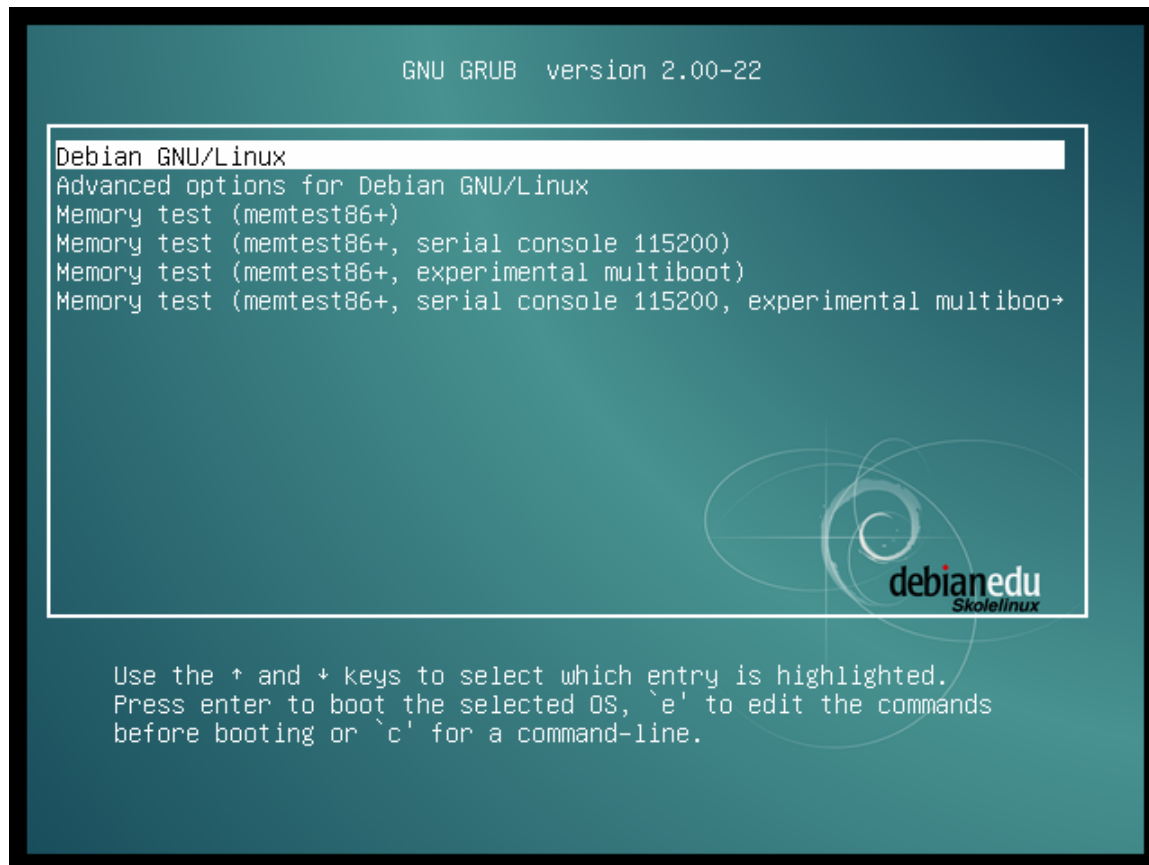 GNU GRUB version 2.00-22
Debian GNU/Linux
Advanced options for Debian GNU/Linux
Memory test (memtest86+)
Memory test (memtest86+, serial console 115200)
Memory test (memtest86+, experimental multiboot)
Memory test (memtest86+, serial console 115200, experimental multiboo→
debianedu
Skolelinux
Use the ↑ and ↓ keys to select which entry is highlighted.
Press enter to boot the selected OS, `e' to edit the commands
before booting or `c' for a command-line.